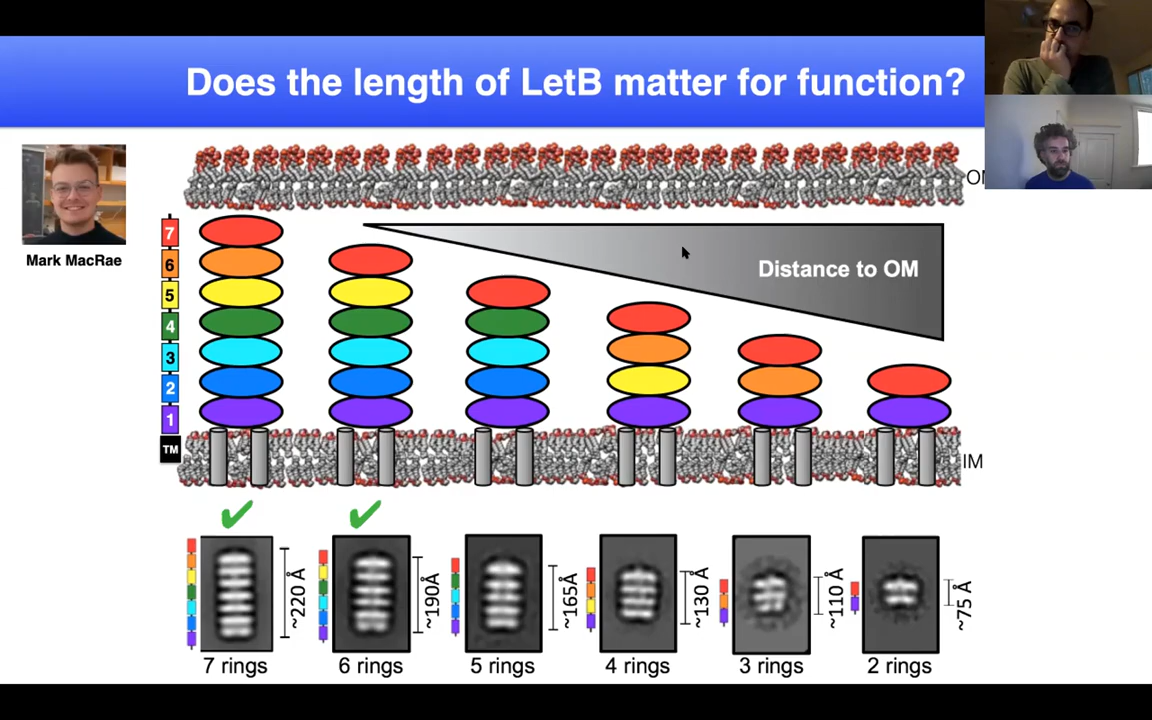 Does the length of LetB matter for function?
Mark MacRae
7
6
5
4
3
2
1
TM
Distance to OM
IM
~220 Å
~190Å
~165Å
~130 Å
~110 Å
~75 Å
7 rings
6 rings
5 rings
4 rings
3 rings
2 rings